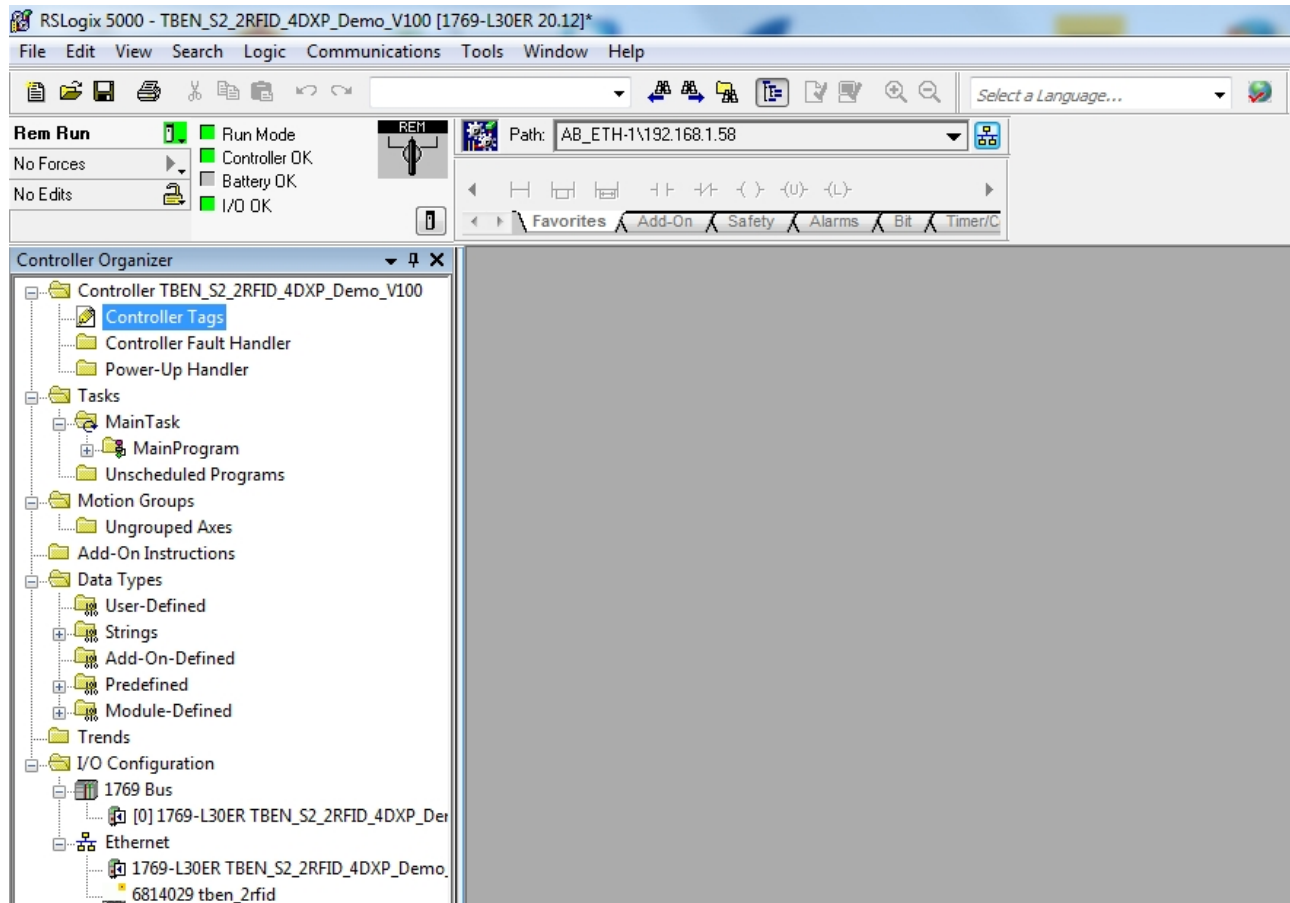 RSLogix 5000 - TBEN_S2_2RFID_4DXP_Demo_V100 [1769-L30ER 20.12]*
File Edit View Search Logic Communications Tools Window Help
Select a Language...
Rem Run
No Forces
No Edits
Run Mode
Controller OK
Battery OK
I/O OK
REM
Path: AB_ETH-1\192.168.1.58
Favorites Add-On Safety Alarms Bit Timer/C
Controller Organizer
Controller TBEN_S2_2RFID_4DXP_Demo_V100
Controller Tags
Controller Fault Handler
Power-Up Handler
Tasks
MainTask
MainProgram
Unscheduled Programs
Motion Groups
Ungrouped Axes
Add-On Instructions
Data Types
User-Defined
Strings
Add-On-Defined
Predefined
Module-Defined
Trends
I/O Configuration
1769 Bus
[0] 1769-L30ER TBEN_S2_2RFID_4DXP_Der
Ethernet
1769-L30ER TBEN_S2_2RFID_4DXP_Demo_
6814029 tben_2rfid